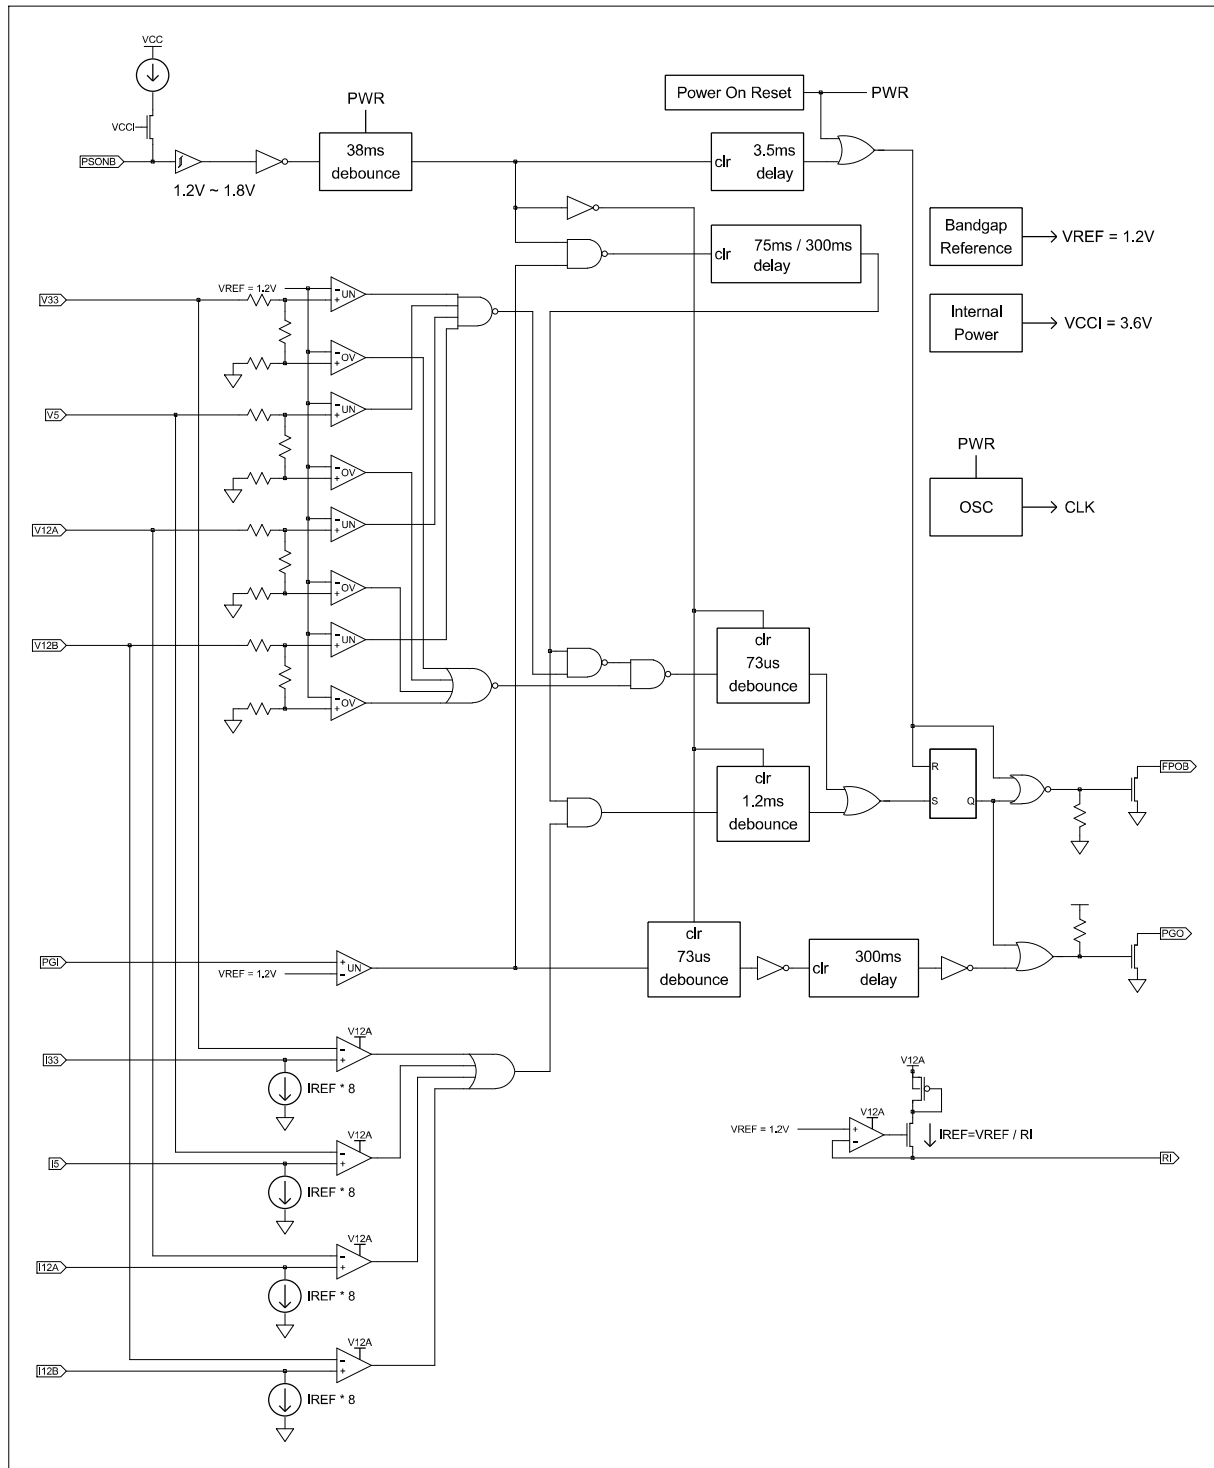 VCC
VCCI
PSONB
1.2V ~ 1.8V
PWR
38ms
debounce
Power On Reset
PWR
clr
3.5ms
delay
clr
75ms / 300ms
delay
Bandgap
Reference
VREF = 1.2V
Internal
Power
VCCI = 3.6V
PWR
OSC
CLK
V33
VREF = 1.2V
- UN +
- OV +
V5
- UN +
- OV +
V12A
- UN +
- OV +
V12B
- UN +
- OV +
clr
73us
debounce
clr
1.2ms
debounce
R
S
Q
FPOB
PGI
VREF = 1.2V
+ UN -
clr
73us
debounce
clr
300ms
delay
PGO
I33
V12A
- +
IREF * 8
I5
V12A
- +
IREF * 8
I12A
V12A
- +
IREF * 8
I12B
V12A
- +
IREF * 8
V12A
V12A
VREF = 1.2V
+ -
IREF=VREF / RI
RI